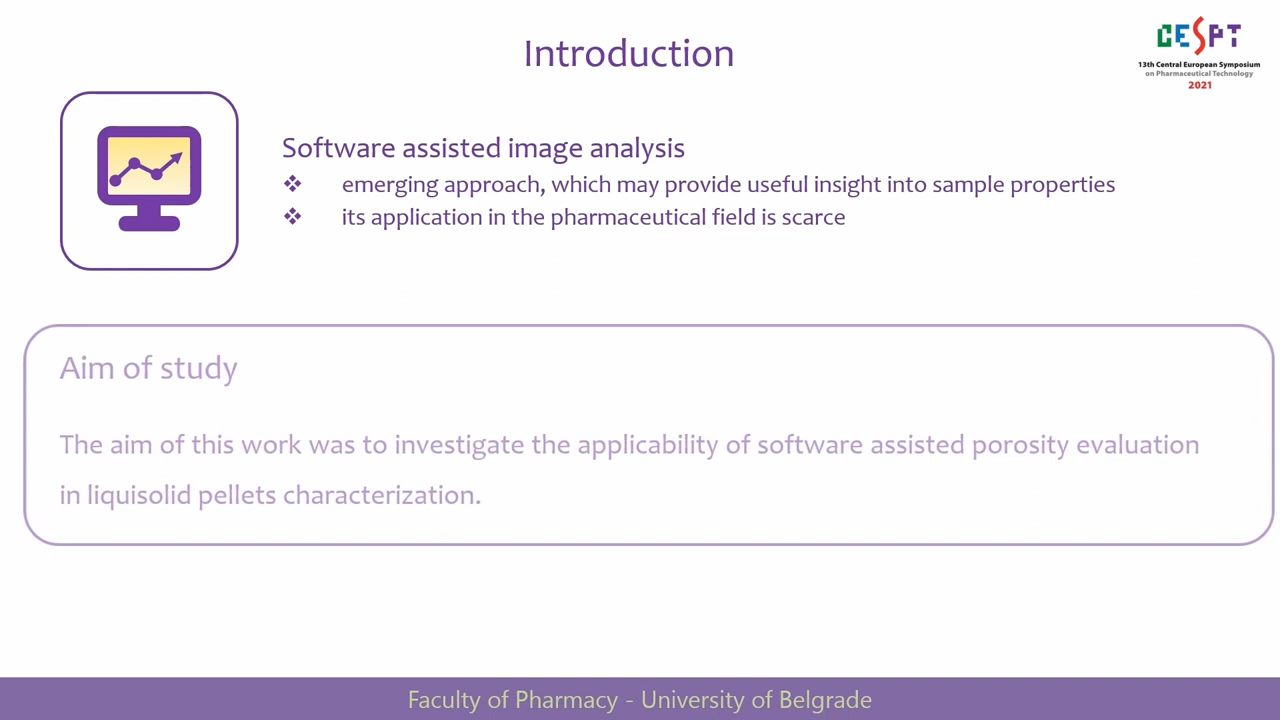 Introduction
CESPT
13th Central European Symposium
on Pharmaceutical Technology
2021
Software assisted image analysis
❖ emerging approach, which may provide useful insight into sample properties
❖ its application in the pharmaceutical field is scarce
Aim of study
The aim of this work was to investigate the applicability of software assisted porosity evaluation
in liquisolid pellets characterization.
Faculty of Pharmacy - University of Belgrade